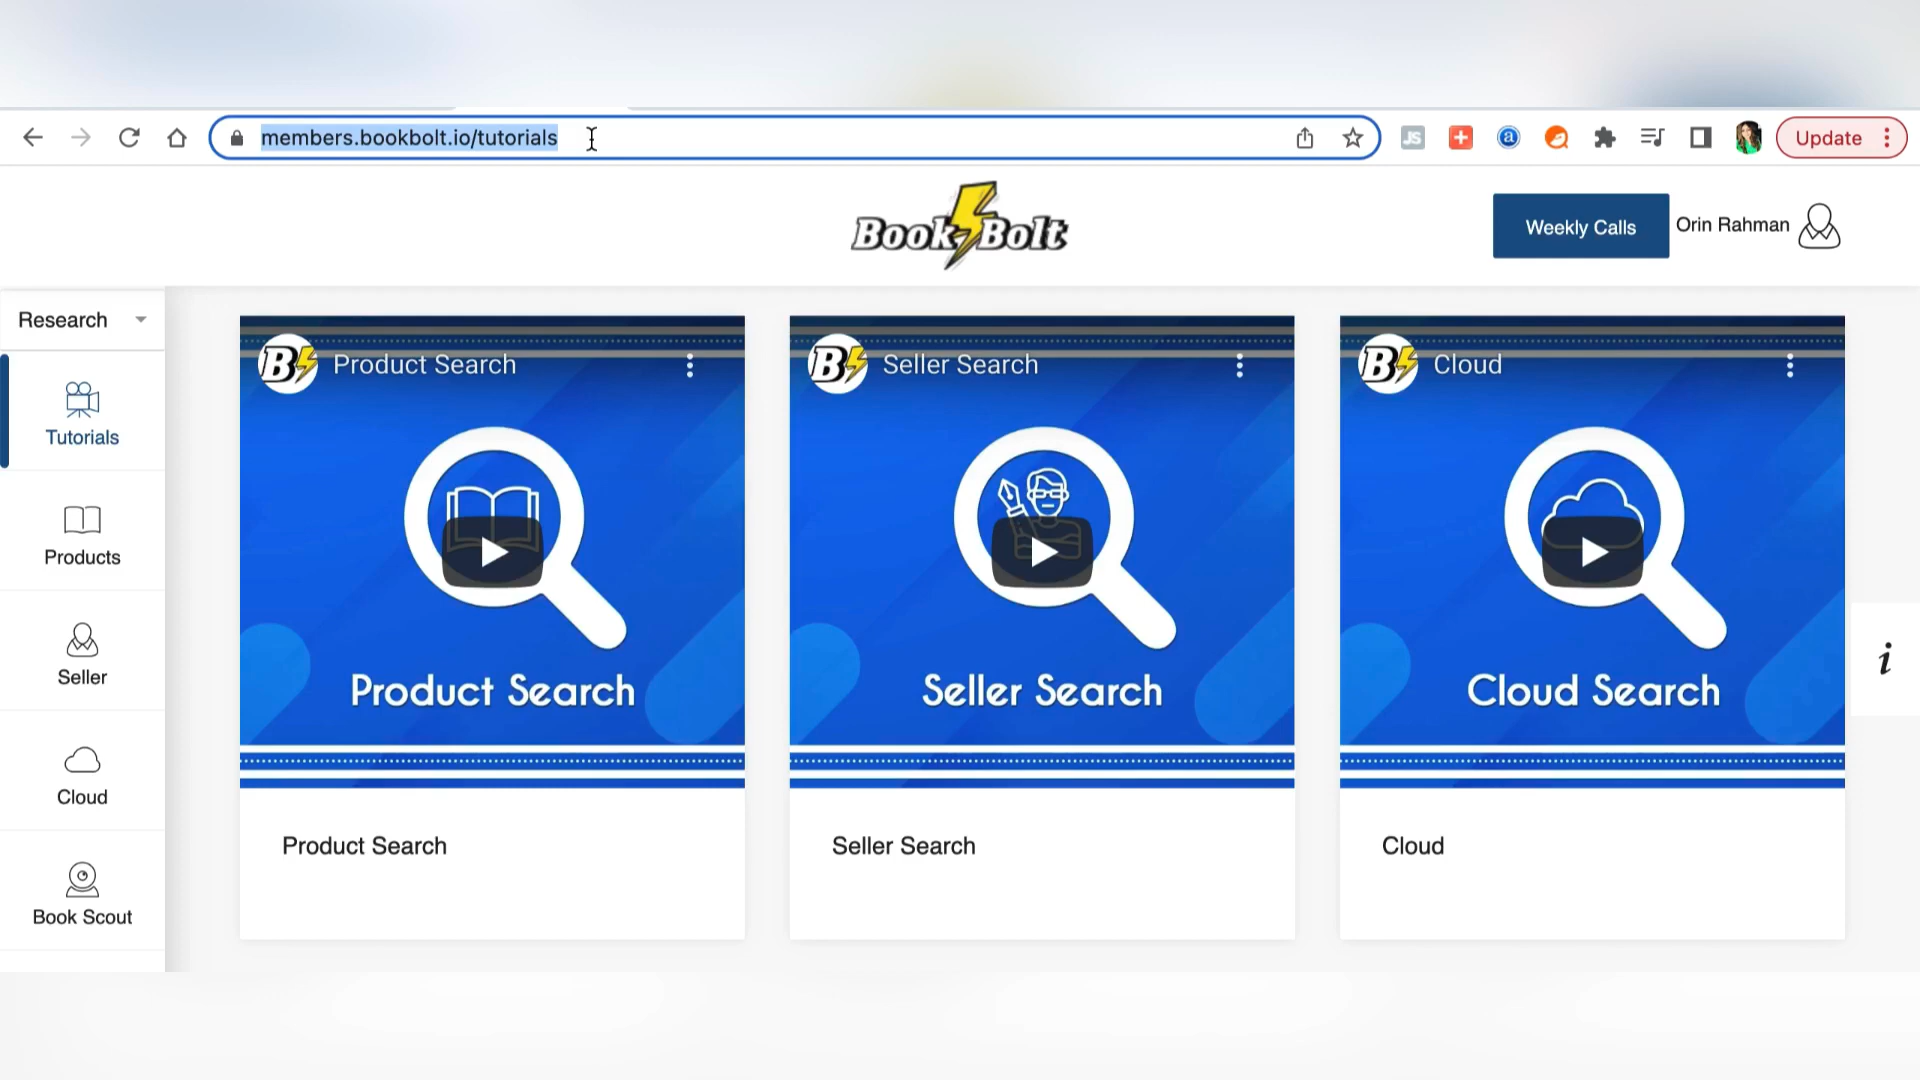 members.bookbolt.io/tutorials
JS
a
Update
Book Bolt
Weekly Calls
Orin Rahman
Research
Tutorials
Products
Seller
Cloud
Book Scout
B
Product Search
Product Search
Product Search
B
Seller Search
Seller Search
Seller Search
B
Cloud
Cloud Search
Cloud
i